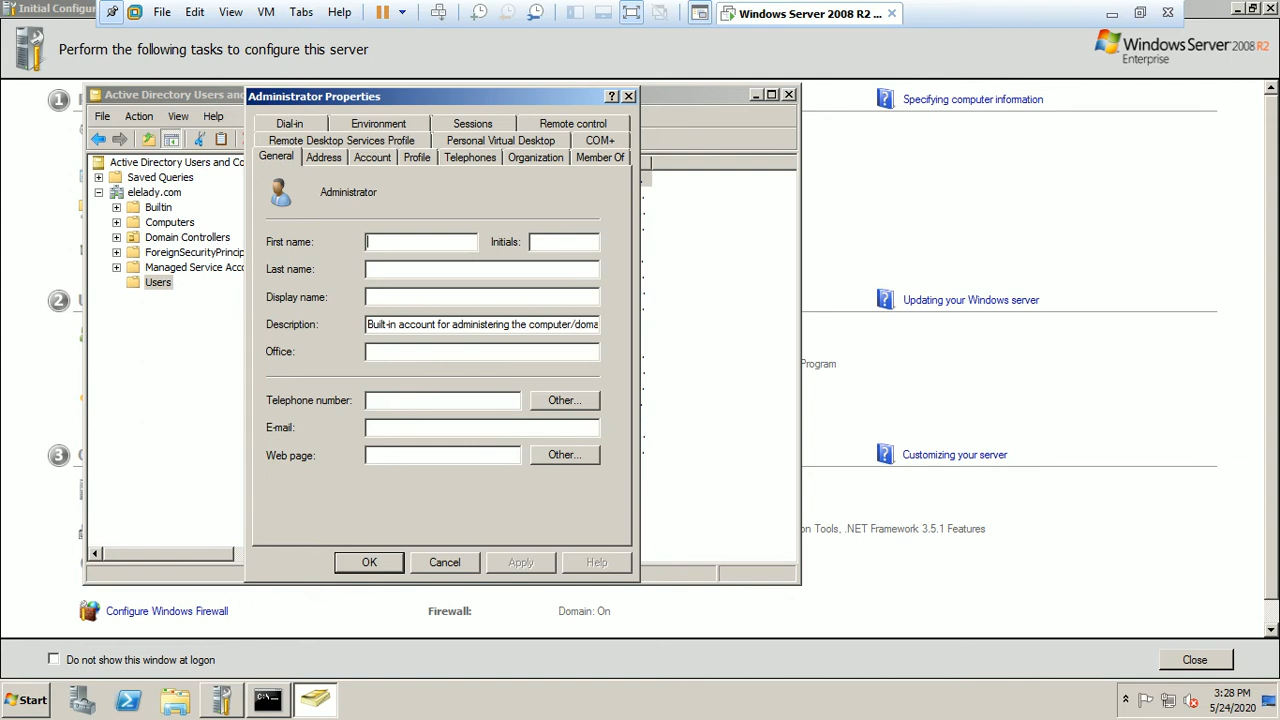 Initial Configur
File Edit View VM Tabs Help
Windows Server 2008 R2 ...
Perform the following tasks to configure this server
Windows Server 2008 R2
Enterprise
1
Specifying computer information
Active Directory Users and
File Action View Help
Active Directory Users and Co
Saved Queries
elelady.com
Builtin
Computers
Domain Controllers
ForeignSecurityPrincip
Managed Service Acco
Users
Administrator Properties
Dial-in Environment Sessions Remote control
Remote Desktop Services Profile Personal Virtual Desktop COM+
General Address Account Profile Telephones Organization Member Of
Administrator
First name: Initials:
Last name:
Display name:
Description: Built-in account for administering the computer/doma
Office:
Telephone number: Other...
E-mail:
Web page: Other...
OK Cancel Apply Help
2
Updating your Windows server
Program
3
Customizing your server
on Tools, .NET Framework 3.5.1 Features
Configure Windows Firewall Firewall: Domain: On
Do not show this window at logon Close
Start
3:28 PM
5/24/2020